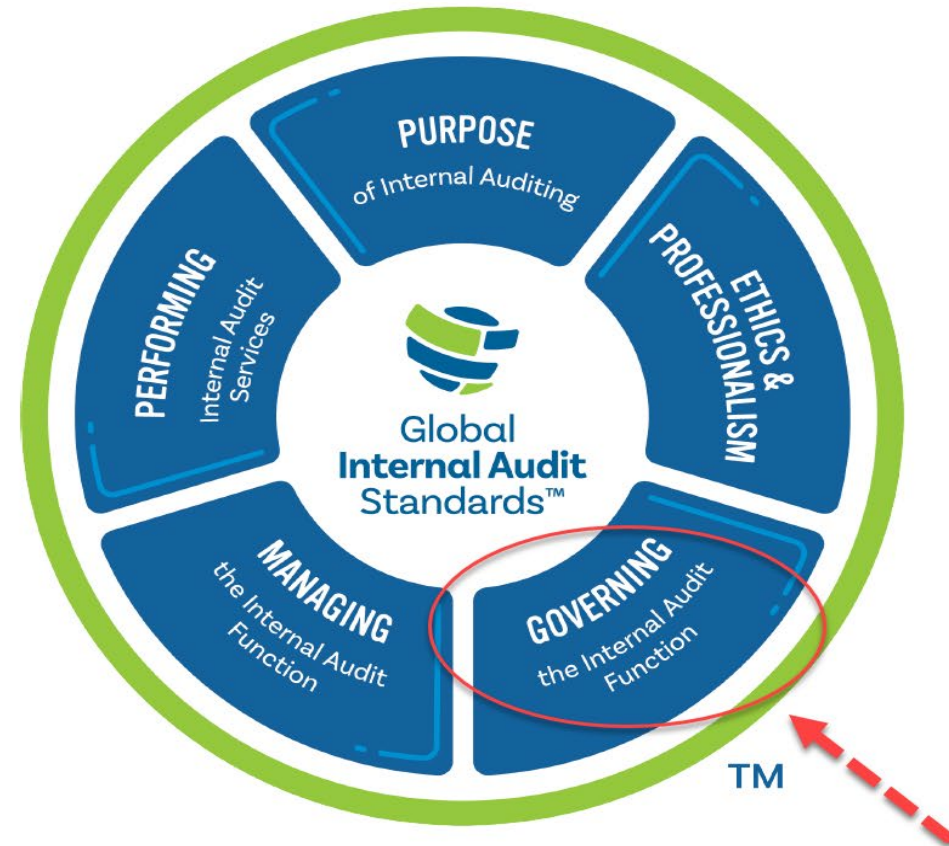 PURPOSE
of Internal Auditing
ETHICS &
PROFESSIONALISM
GOVERNING
the Internal Audit
Function
MANAGING
the Internal Audit
Function
PERFORMING
Internal Audit
Services
Global
Internal Audit
Standards™
TM